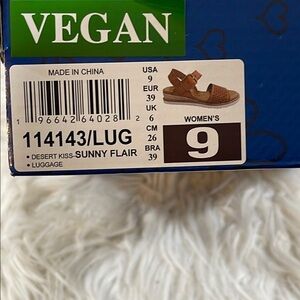 VEGAN
MADE IN CHINA
1 96642 64028 2
114143/LUG
• DESERT KISS-SUNNY FLAIR
• LUGGAGE
USA
9
EUR
39
UK
6
CM
26
BRA
39
WOMEN'S
9